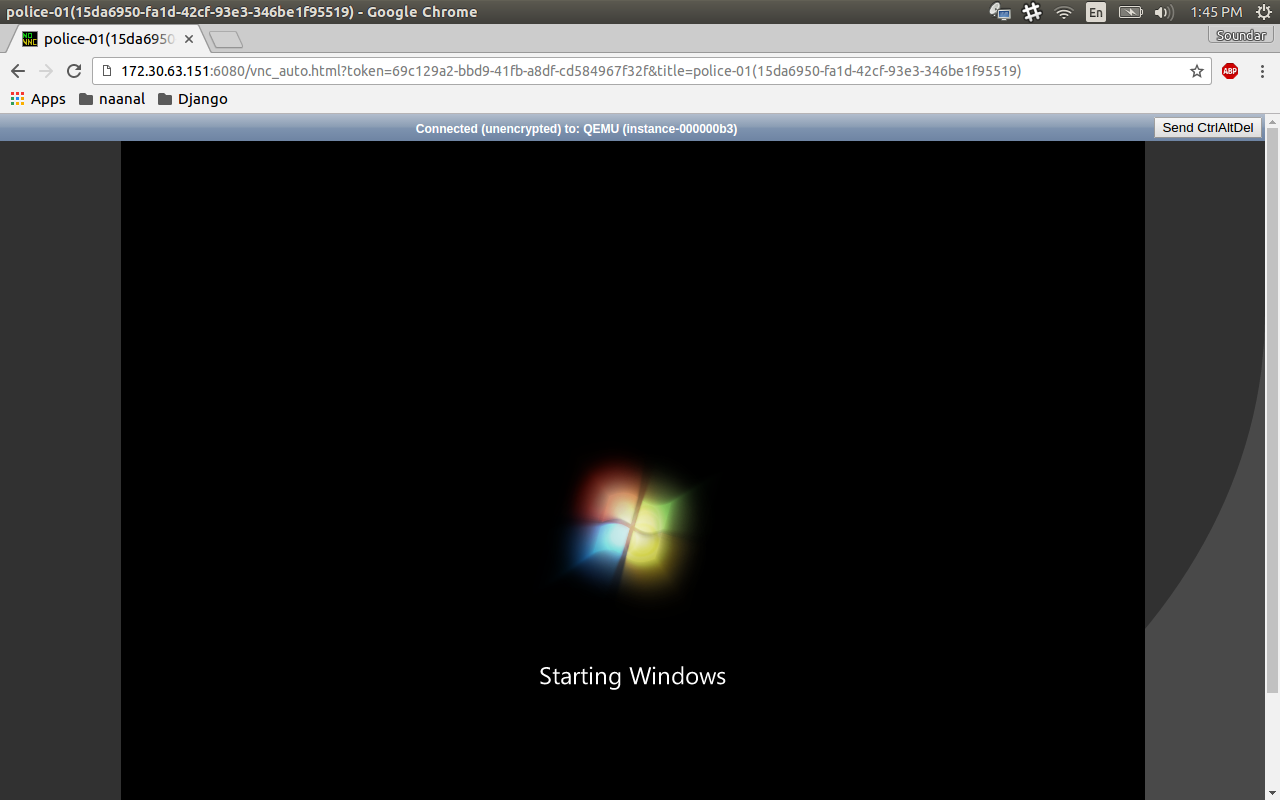 police-01(15da6950-fa1d-42cf-93e3-346be1f95519) - Google Chrome
En
1:45 PM
police-01(15da6950
Soundar
172.30.63.151:6080/vnc_auto.html?token=69c129a2-bbd9-41fb-a8df-cd584967f32f&title=police-01(15da6950-fa1d-42cf-93e3-346be1f95519)
ABP
Apps
naanal
Django
Connected (unencrypted) to: QEMU (instance-000000b3)
Send CtrlAltDel
Starting Windows